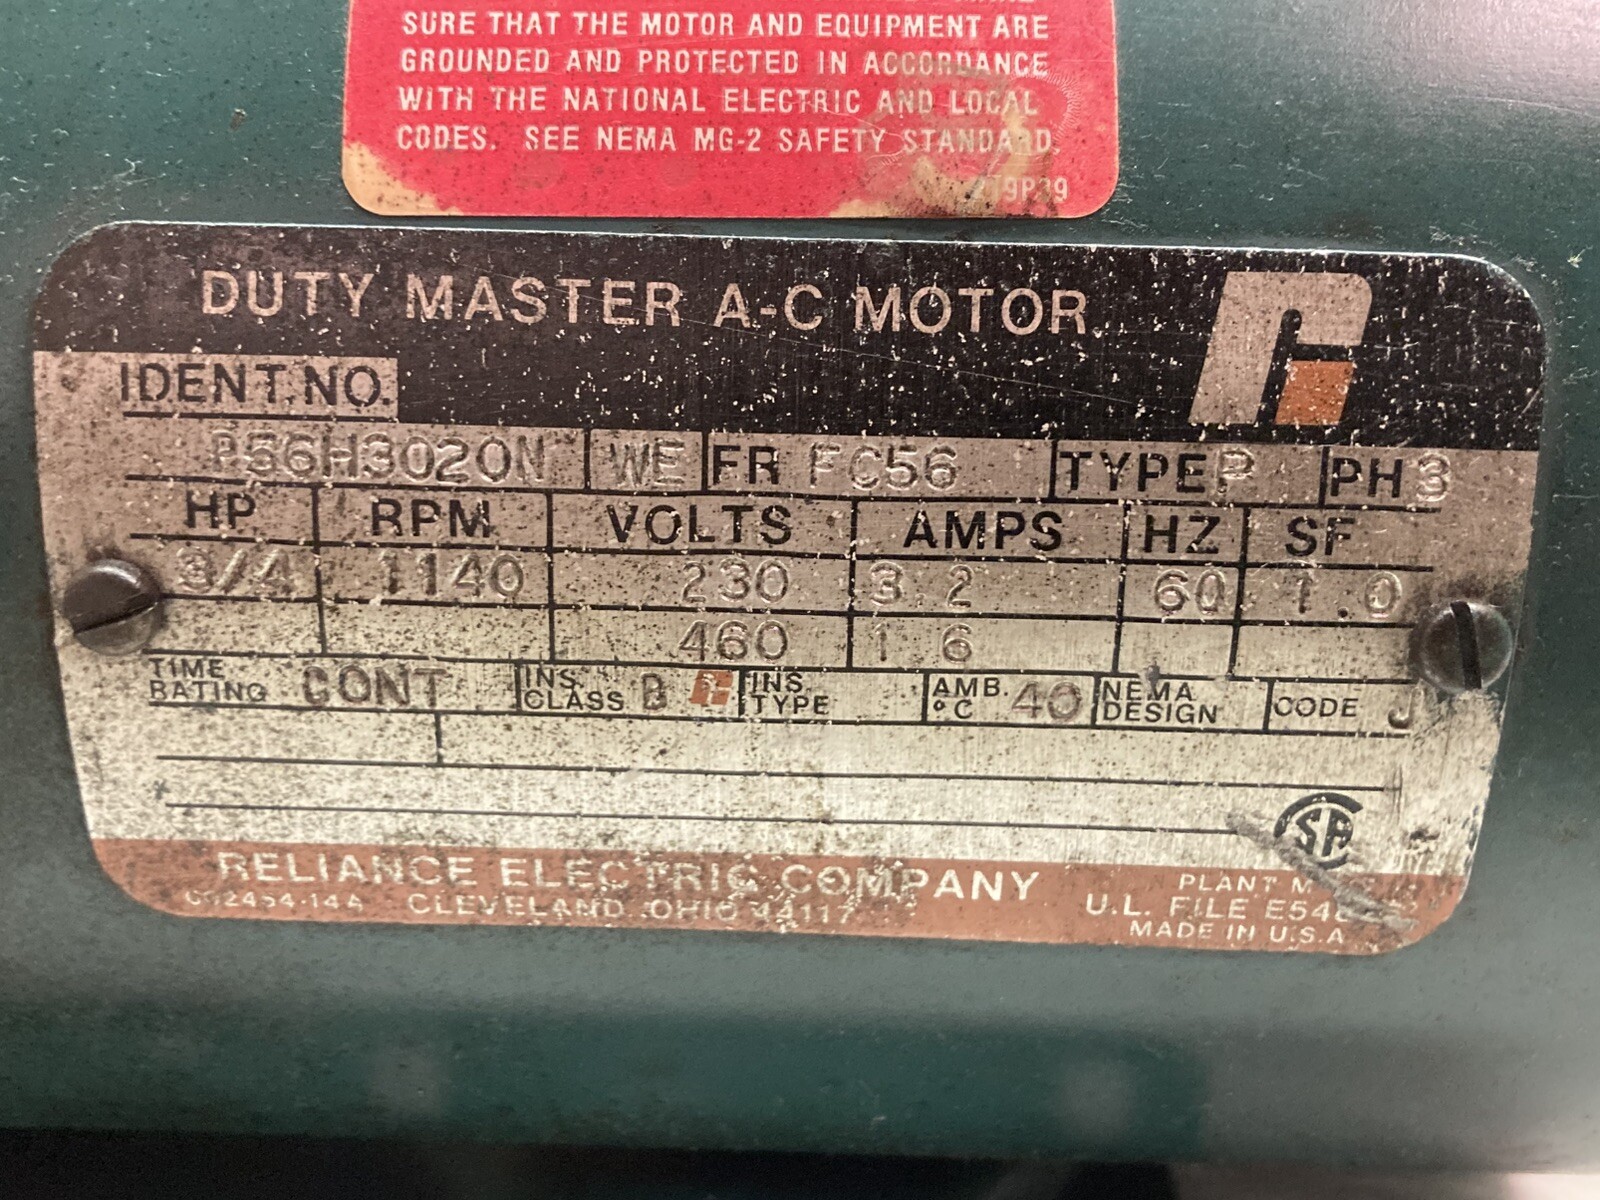 SURE THAT THE MOTOR AND EQUIPMENT ARE
GROUNDED AND PROTECTED IN ACCORDANCE
WITH THE NATIONAL ELECTRIC AND LOCAL
CODES. SEE NEMA MG-2 SAFETY STANDARD.
DUTY MASTER A-C MOTOR
IDENT. NO.
P56H3020N WE FR FC56 TYPE P PH 3
HP RPM VOLTS AMPS HZ SF
3/4 1140 230 3.2 60 1.0
460 1 6
TIME RATING CONT INS. CLASS B INS. TYPE AMB. °C 40 NEMA DESIGN CODE J
RELIANCE ELECTRIC COMPANY
CLEVELAND, OHIO 44117
PLANT
U.L. FILE
MADE IN U.S.A